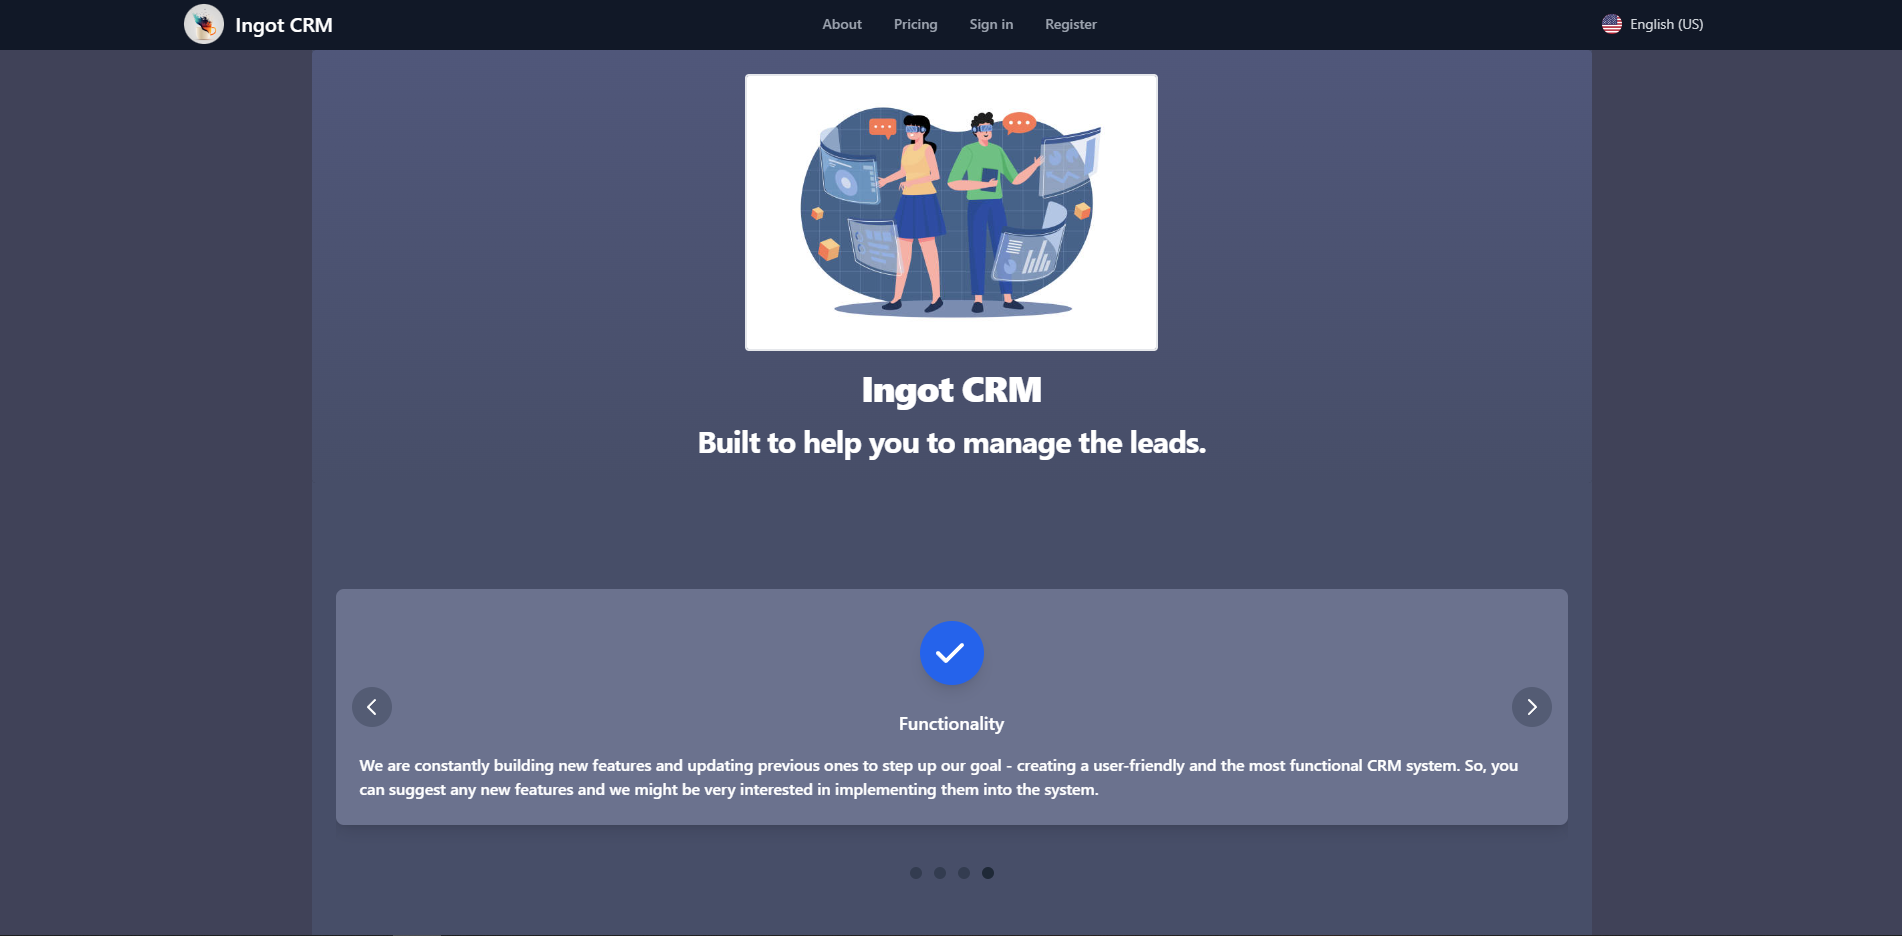 Ingot CRM
About
Pricing
Sign in
Register
English (US)
Ingot CRM
Built to help you to manage the leads.
Functionality
We are constantly building new features and updating previous ones to step up our goal - creating a user-friendly and the most functional CRM system. So, you
can suggest any new features and we might be very interested in implementing them into the system.